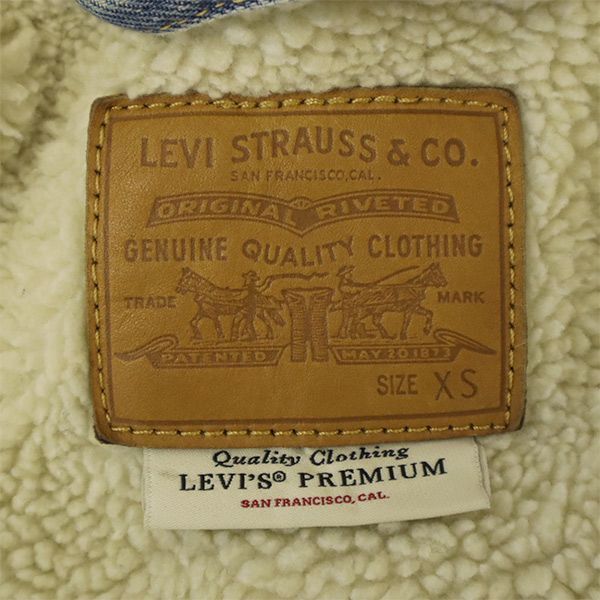 LEVI STRAUSS & CO.
SAN FRANCISCO, CAL.
ORIGINAL RIVETED
GENUINE QUALITY CLOTHING
TRADE MARK
PATENTED MAY 20 1873
SIZE XS
Quality Clothing
LEVI'S® PREMIUM
SAN FRANCISCO, CAL.